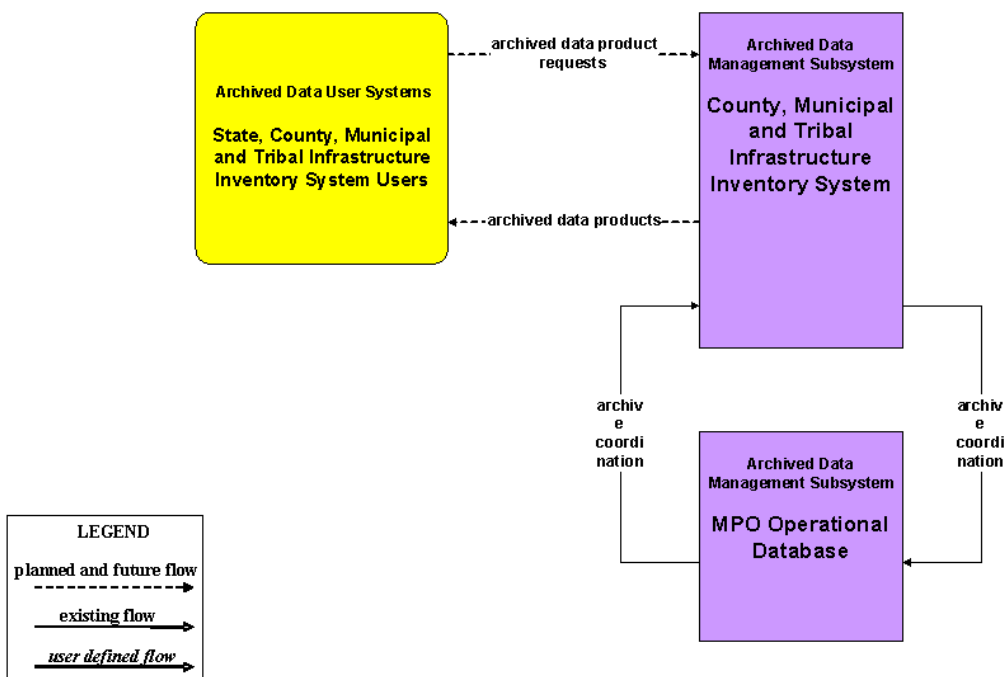 Archived Data User Systems
State, County, Municipal
and Tribal Infrastructure
Inventory System Users
archived data product
requests
archived data products
Archived Data
Management Subsystem
County, Municipal
and Tribal
Infrastructure
Inventory System
archiv
e
coordi
nation
archiv
e
coordi
nation
Archived Data
Management Subsystem
MPO Operational
Database
LEGEND
planned and future flow
existing flow
user defined flow